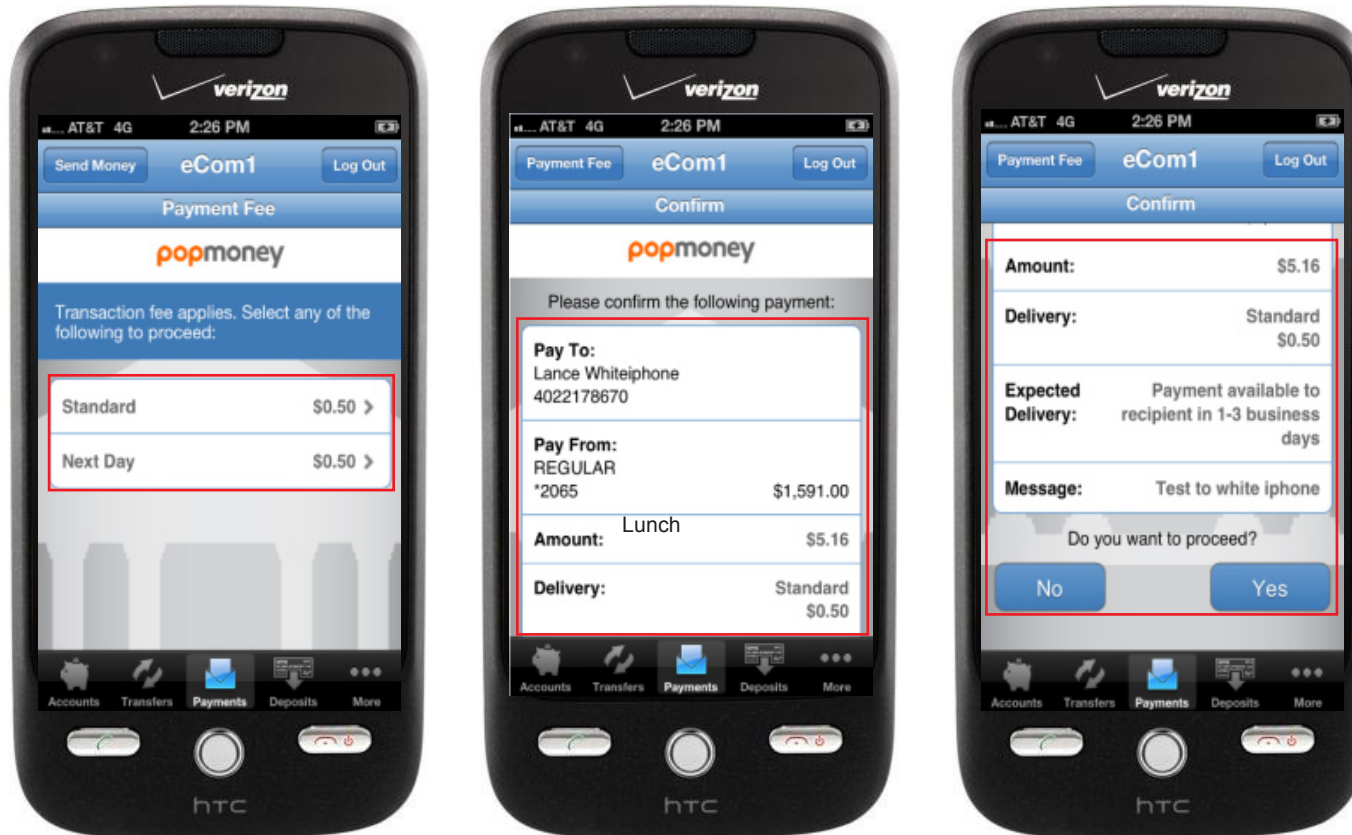 verizon
AT&T 4G 2:26 PM
Send Money eCom1 Log Out
Payment Fee
popmoney
Transaction fee applies. Select any of the
following to proceed:
Standard $0.50 >
Next Day $0.50 >
Accounts Transfers Payments Deposits More
hTC
verizon
AT&T 4G 2:26 PM
Payment Fee eCom1 Log Out
Confirm
popmoney
Please confirm the following payment:
Pay To:
Lance Whiteiphone
4022178670
Pay From:
REGULAR
*2065 $1,591.00
Lunch
Amount: $5.16
Delivery: Standard
$0.50
Accounts Transfers Payments Deposits More
hTC
verizon
AT&T 4G 2:26 PM
Payment Fee eCom1 Log Out
Confirm
Amount: $5.16
Delivery: Standard
$0.50
Expected Payment available to
Delivery: recipient in 1-3 business
days
Message: Test to white iphone
Do you want to proceed?
No Yes
Accounts Transfers Payments Deposits More
hTC